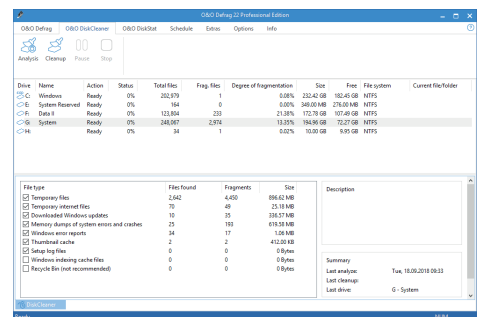 O&O Defrag 22 Professional Edition
O&O Defrag O&O DiskCleaner O&O DiskStat Schedule Extras Options Info
Analysis Cleanup Pause Stop
Drive Name Action Status Total files Frag. files Degree of fragmentation Size Free File system Current file/folder
C: Windows Ready 0% 202,979 1 0.08% 232.42 GB 182.45 GB NTFS
E: System Reserved Ready 0% 164 0 0.00% 349.00 MB 276.00 MB NTFS
F: Data II Ready 0% 123,804 233 21.38% 172.78 GB 107.49 GB NTFS
G: System Ready 0% 248,067 2,974 13.35% 194.96 GB 72.27 GB NTFS
H: Ready 0% 34 1 0.02% 10.00 GB 9.95 GB NTFS
File type Files found Fragments Size
Temporary files 2,642 4,450 896.62 MB
Temporary internet files 70 49 25.18 MB
Downloaded Windows updates 10 35 336.57 MB
Memory dumps of system errors and crashes 25 193 619.58 MB
Windows error reports 34 17 1.06 MB
Thumbnail cache 2 2 412.00 KB
Setup log files 0 0 0 Bytes
Windows indexing cache files 0 0 0 Bytes
Recycle Bin (not recommended) 0 0 0 Bytes
Description
Summary
Last analyze: Tue, 18.09.2018 09:33
Last cleanup:
Last drive: G - System
DiskCleaner
Ready NUM